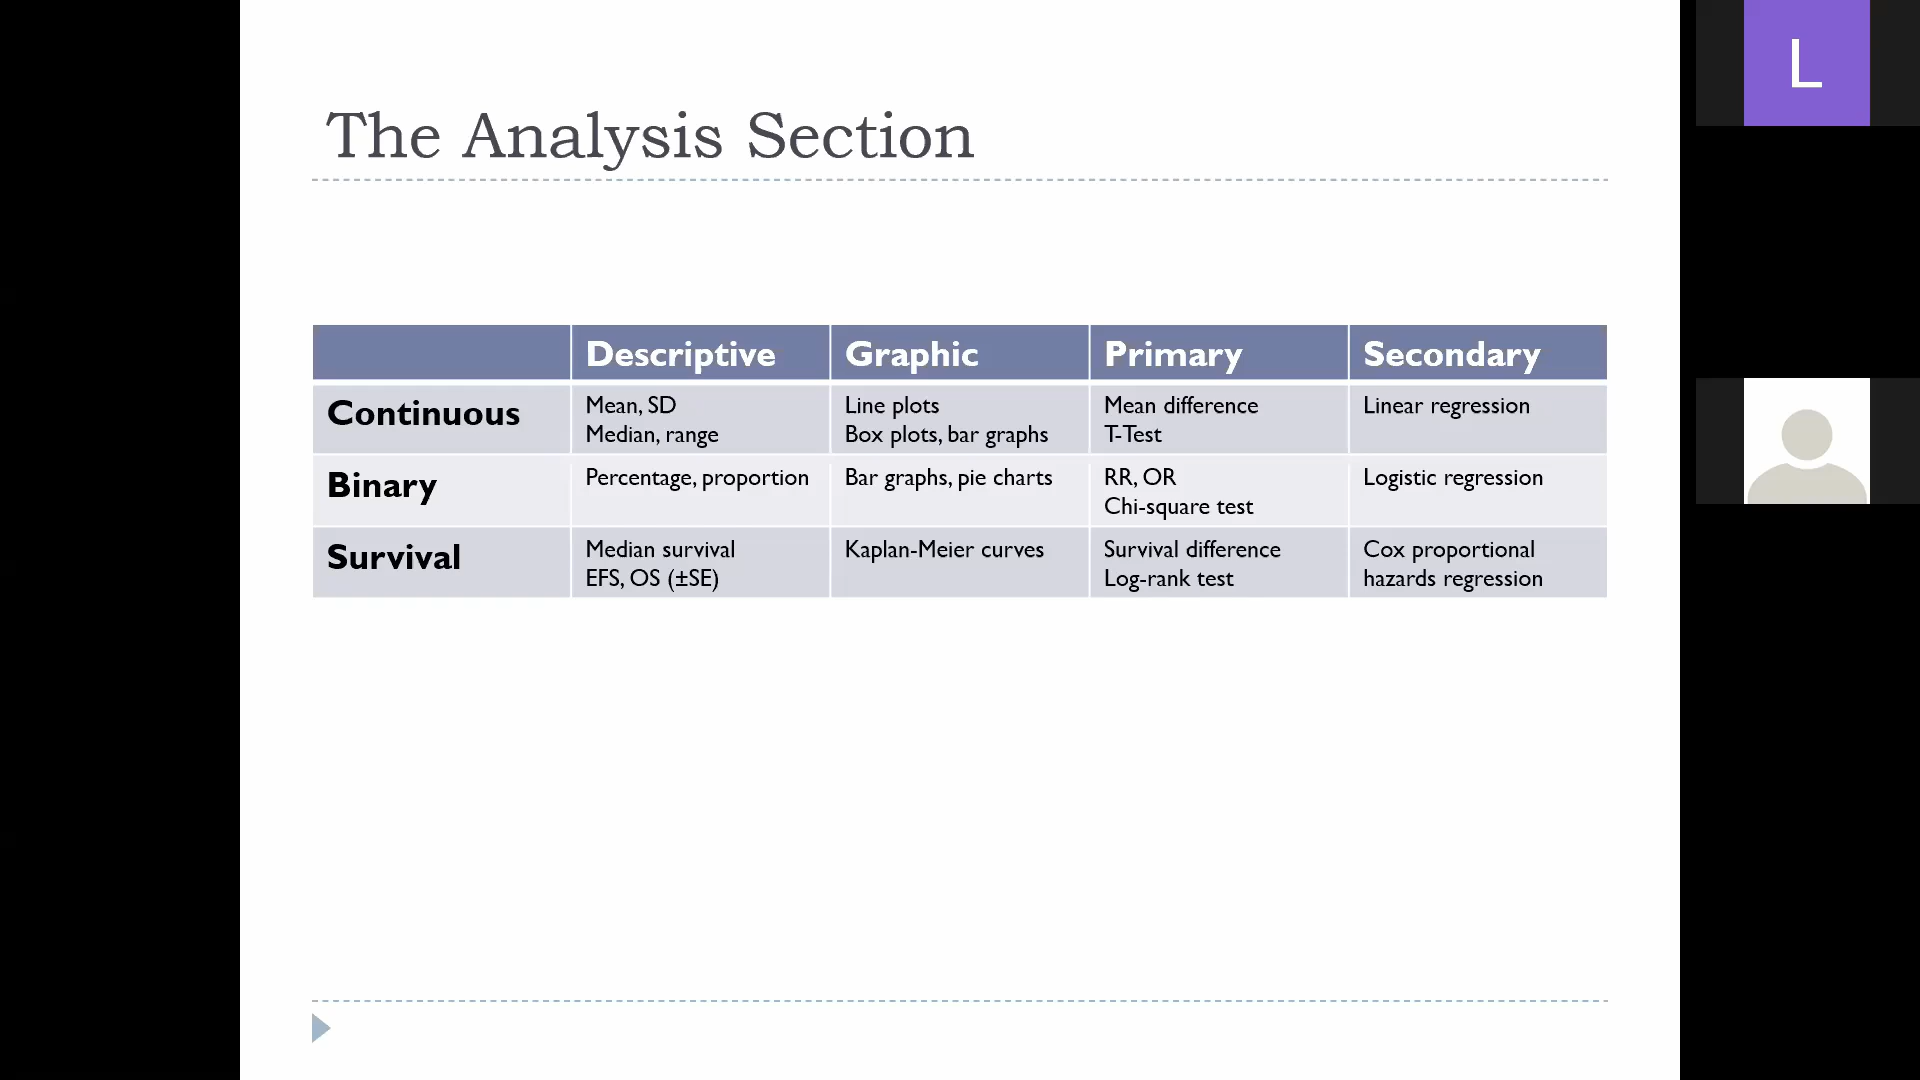 L
The Analysis Section
Descriptive Graphic Primary Secondary
Continuous
Mean, SD
Median, range
Line plots
Box plots, bar graphs
Mean difference
T-Test
Linear regression
Binary
Percentage, proportion
Bar graphs, pie charts
RR, OR
Chi-square test
Logistic regression
Survival
Median survival
EFS, OS (±SE)
Kaplan-Meier curves
Survival difference
Log-rank test
Cox proportional
hazards regression